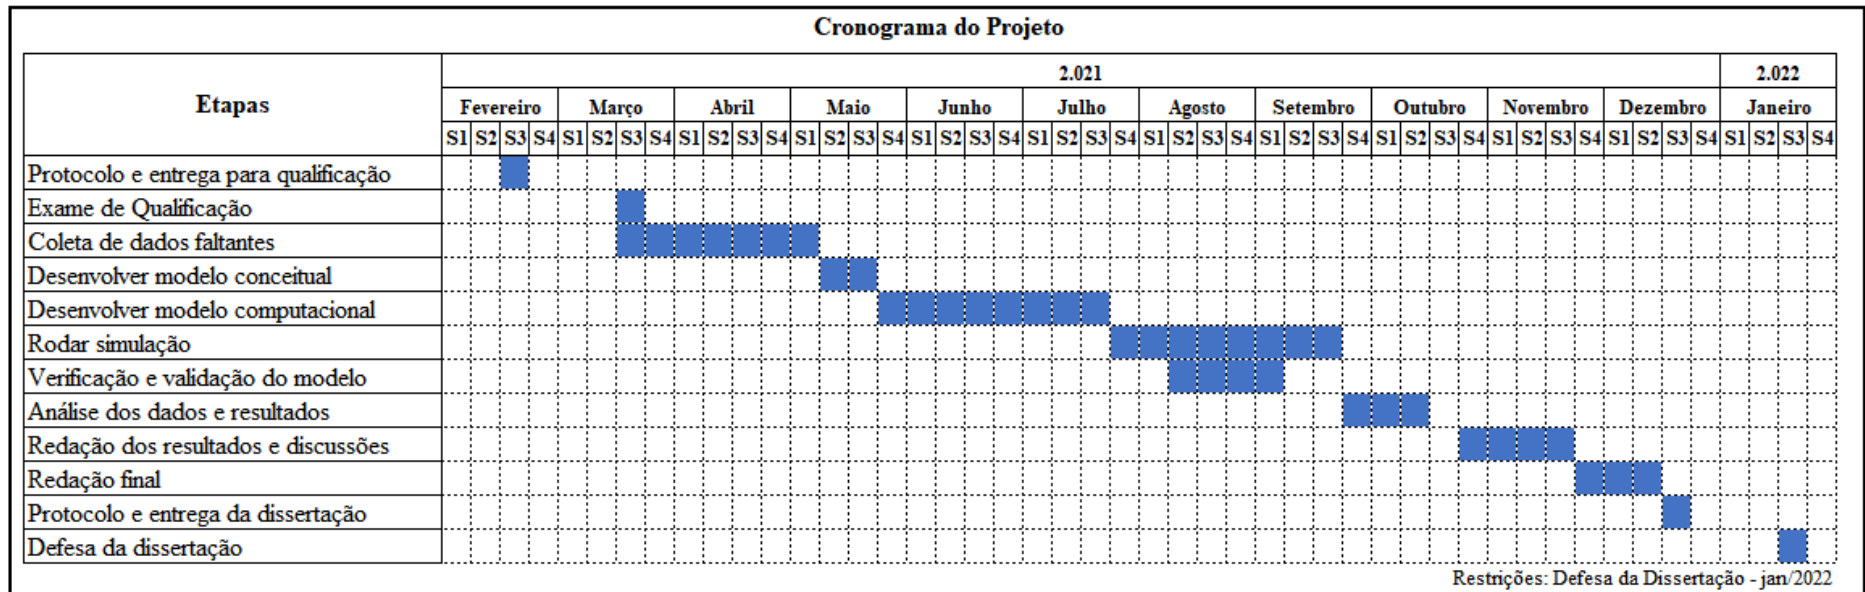 Cronograma do Projeto
Etapas
2.021 2.022
Fevereiro Março Abril Maio Junho Julho Agosto Setembro Outubro Novembro Dezembro Janeiro
S1 S2 S3 S4 S1 S2 S3 S4 S1 S2 S3 S4 S1 S2 S3 S4 S1 S2 S3 S4 S1 S2 S3 S4 S1 S2 S3 S4 S1 S2 S3 S4 S1 S2 S3 S4 S1 S2 S3 S4 S1 S2 S3 S4 S1 S2 S3 S4
Protocolo e entrega para qualificação
Exame de Qualificação
Coleta de dados faltantes
Desenvolver modelo conceitual
Desenvolver modelo computacional
Rodar simulação
Verificação e validação do modelo
Análise dos dados e resultados
Redação dos resultados e discussões
Redação final
Protocolo e entrega da dissertação
Defesa da dissertação
Restrições: Defesa da Dissertação - jan/2022